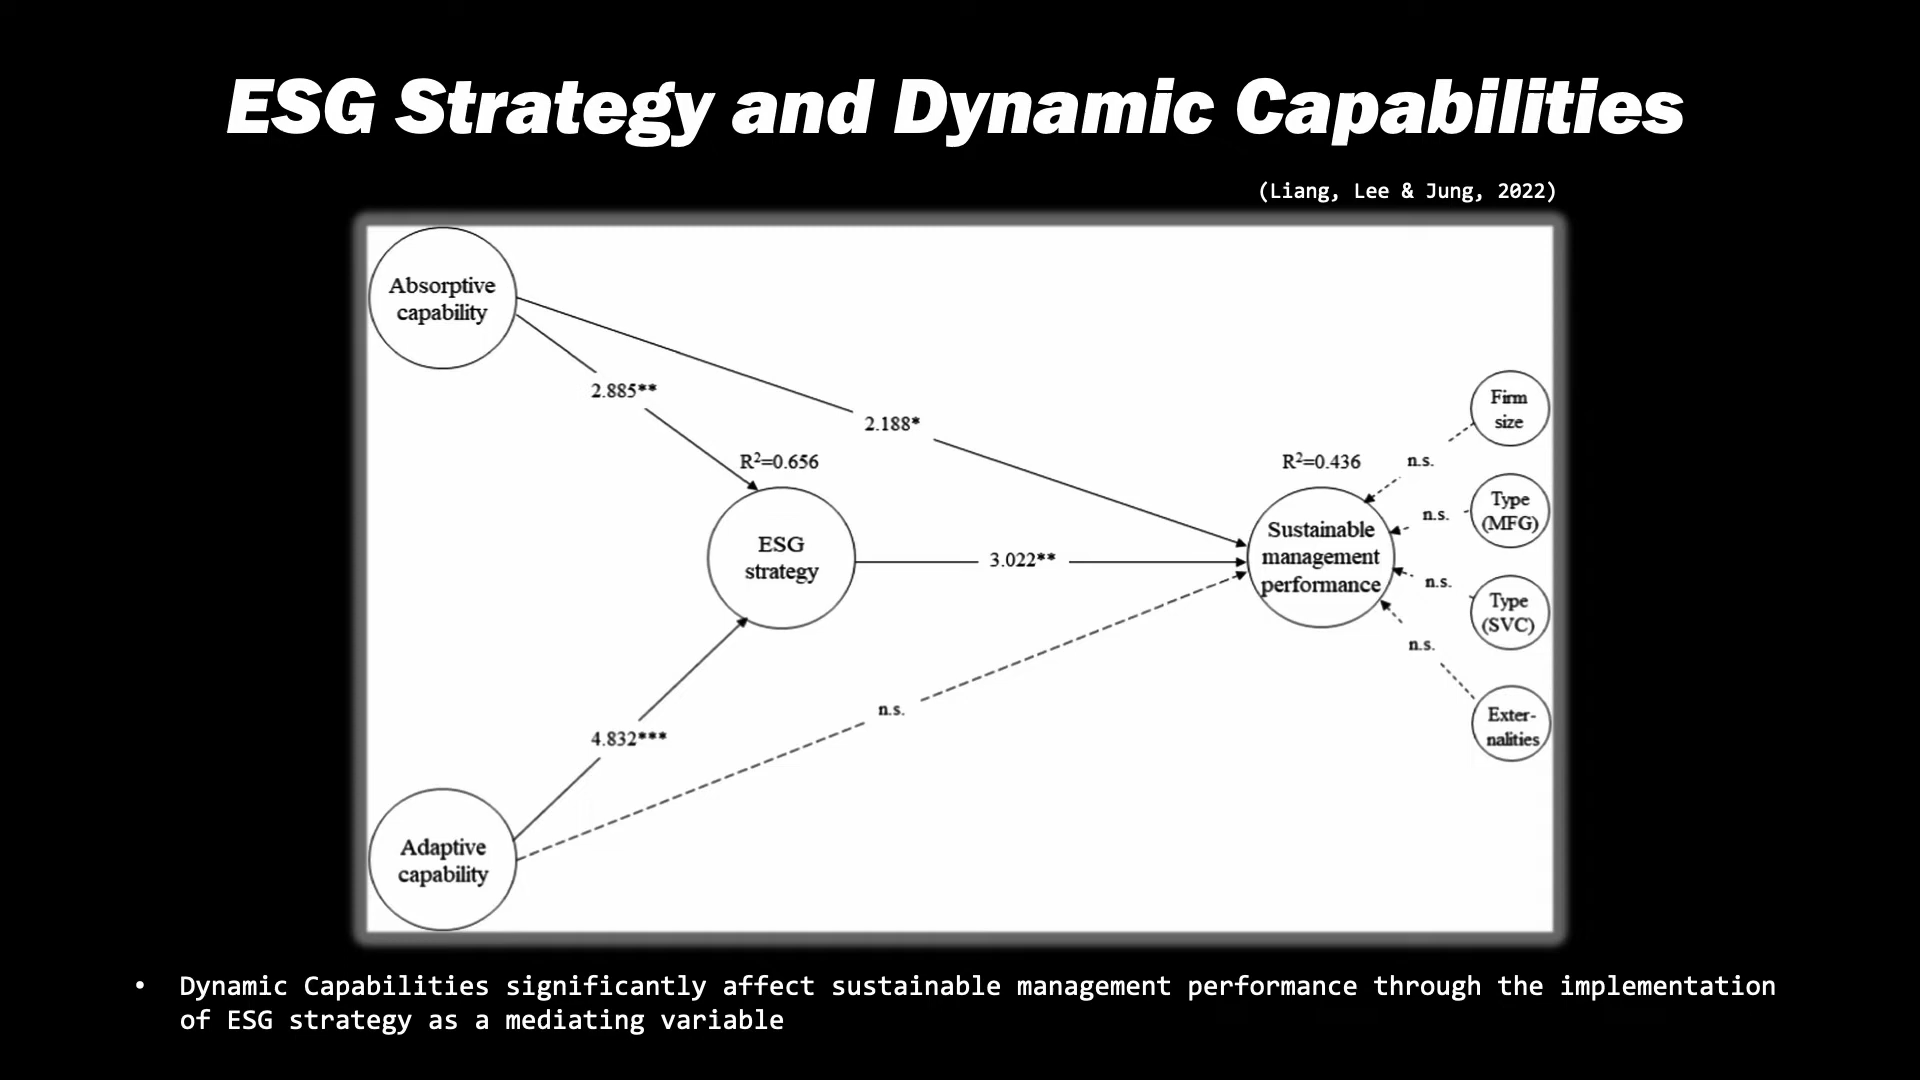 ESG Strategy and Dynamic Capabilities
(Liang, Lee & Jung, 2022)
Absorptive
capability
2.885**
2.188*
R²=0.656
R²=0.436
Firm
size
n.s.
Type
(MFG)
n.s.
ESG
strategy
3.022**
Sustainable
management
performance
n.s.
Type
(SVC)
n.s.
n.s.
4.832***
Exter-
nalities
Adaptive
capability
• Dynamic Capabilities significantly affect sustainable management performance through the implementation
of ESG strategy as a mediating variable